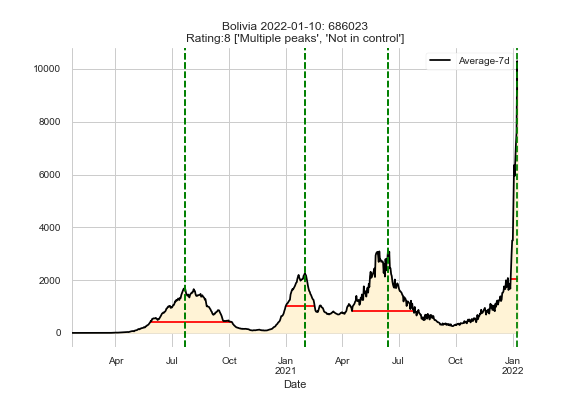 Bolivia 2022-01-10: 686023
Rating:8 ['Multiple peaks', 'Not in control']
Average-7d
10000
8000
6000
4000
2000
0
Apr
Jul
Oct
Jan
2021
Apr
Jul
Oct
Jan
2022
Date